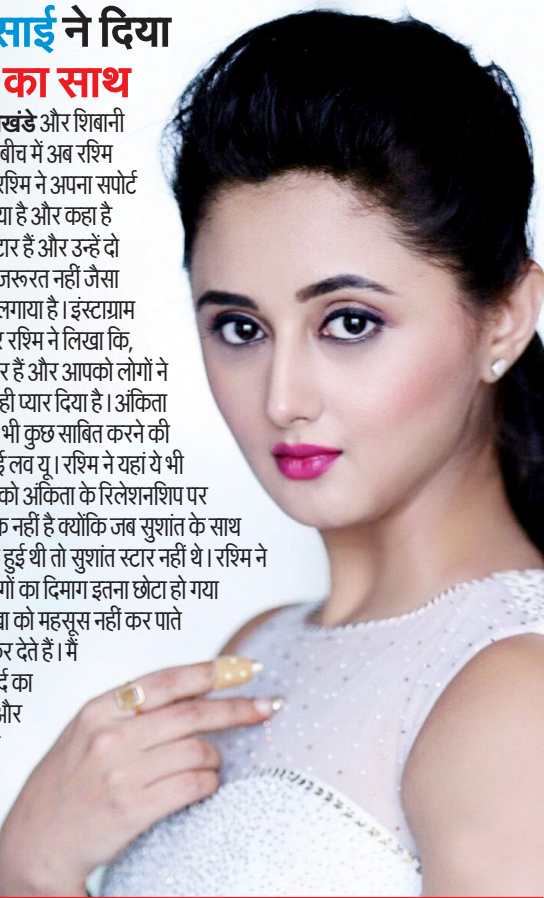 साई ने दिया
का साथ
खंडे और शिबानी
बीच में अब रश्मि
रश्मि ने अपना सपोर्ट
या है और कहा है
टार हैं और उन्हें दो
जरूरत नहीं जैसा
लगाया है । इंस्टाग्राम
रश्मि ने लिखा कि,
र हैं और आपको लोगों ने
ही प्यार दिया है । अंकिता
भी कुछ साबित करने की
ई लव यू । रश्मि ने यहां ये भी
को अंकिता के रिलेशनशिप पर
क नहीं है क्योंकि जब सुशांत के साथ
हुई थी तो सुशांत स्टार नहीं थे । रश्मि ने
गों का दिमाग इतना छोटा हो गया
को महसूस नहीं कर पाते
र देते हैं । मैं
र्द का
और